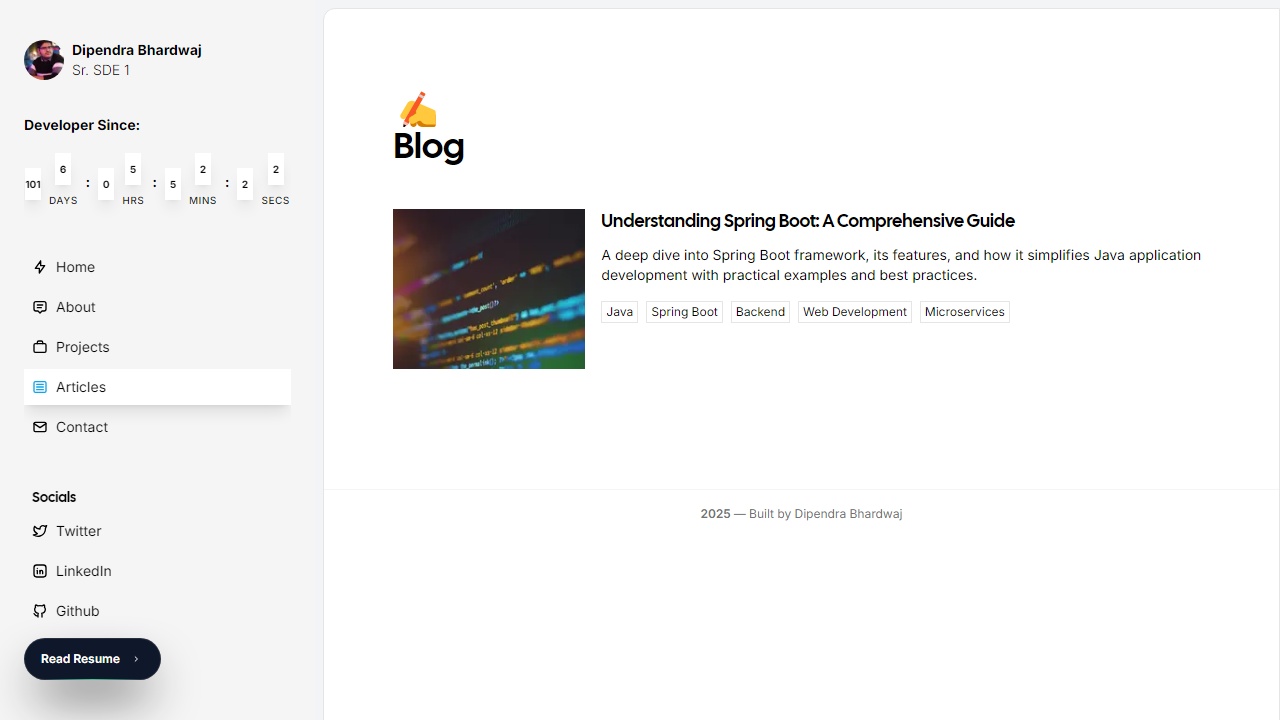 Dipendra Bhardwaj
Sr. SDE 1
Developer Since:
101 6 : 0 5 : 5 2 : 2 2
DAYS HRS MINS SECS
Home
About
Projects
Articles
Contact
Socials
Twitter
LinkedIn
Github
Read Resume
Blog
Understanding Spring Boot: A Comprehensive Guide
A deep dive into Spring Boot framework, its features, and how it simplifies Java application
development with practical examples and best practices.
Java Spring Boot Backend Web Development Microservices
2025 — Built by Dipendra Bhardwaj